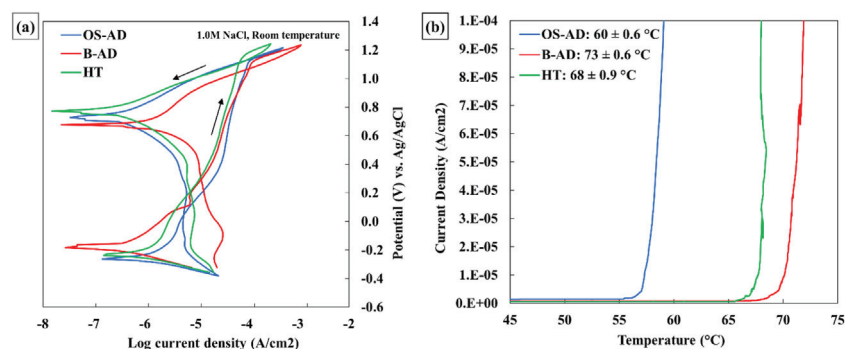 (a)
OS-AD
B-AD
HT
1.0M NaCl, Room temperature
1.4
1.2
1.0
0.8
0.6
0.4
0.2
0.0
-0.2
-0.4
-0.6
Potential (V) vs. Ag/AgCl
-8 -7 -6 -5 -4 -3 -2
Log current density (A/cm2)
(b)
OS-AD: 60 ± 0.6 °C
B-AD: 73 ± 0.6 °C
HT: 68 ± 0.9 °C
1.E-04
9.E-05
8.E-05
7.E-05
6.E-05
5.E-05
4.E-05
3.E-05
2.E-05
1.E-05
0.E+00
Current Density (A/cm2)
45 50 55 60 65 70 75
Temperature (°C)